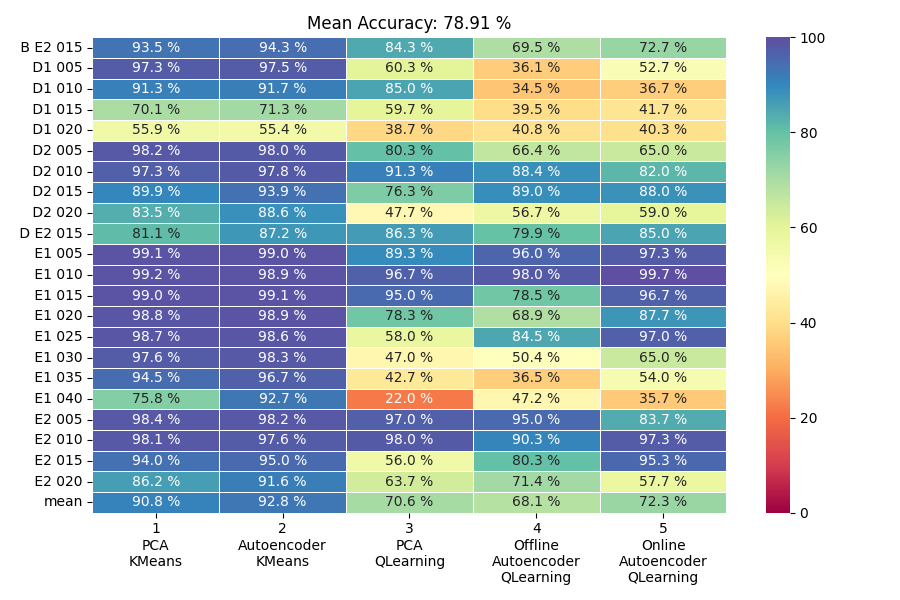 Mean Accuracy: 78.91 %
B E2 015 93.5 % 94.3 % 84.3 % 69.5 % 72.7 %
D1 005 97.3 % 97.5 % 60.3 % 36.1 % 52.7 %
D1 010 91.3 % 91.7 % 85.0 % 34.5 % 36.7 %
D1 015 70.1 % 71.3 % 59.7 % 39.5 % 41.7 %
D1 020 55.9 % 55.4 % 38.7 % 40.8 % 40.3 %
D2 005 98.2 % 98.0 % 80.3 % 66.4 % 65.0 %
D2 010 97.3 % 97.8 % 91.3 % 88.4 % 82.0 %
D2 015 89.9 % 93.9 % 76.3 % 89.0 % 88.0 %
D2 020 83.5 % 88.6 % 47.7 % 56.7 % 59.0 %
D E2 015 81.1 % 87.2 % 86.3 % 79.9 % 85.0 %
E1 005 99.1 % 99.0 % 89.3 % 96.0 % 97.3 %
E1 010 99.2 % 98.9 % 96.7 % 98.0 % 99.7 %
E1 015 99.0 % 99.1 % 95.0 % 78.5 % 96.7 %
E1 020 98.8 % 98.9 % 78.3 % 68.9 % 87.7 %
E1 025 98.7 % 98.6 % 58.0 % 84.5 % 97.0 %
E1 030 97.6 % 98.3 % 47.0 % 50.4 % 65.0 %
E1 035 94.5 % 96.7 % 42.7 % 36.5 % 54.0 %
E1 040 75.8 % 92.7 % 22.0 % 47.2 % 35.7 %
E2 005 98.4 % 98.2 % 97.0 % 95.0 % 83.7 %
E2 010 98.1 % 97.6 % 98.0 % 90.3 % 97.3 %
E2 015 94.0 % 95.0 % 56.0 % 80.3 % 95.3 %
E2 020 86.2 % 91.6 % 63.7 % 71.4 % 57.7 %
mean 90.8 % 92.8 % 70.6 % 68.1 % 72.3 %
1 2 3 4 5
PCA Autoencoder PCA Offline Online
KMeans KMeans QLearning Autoencoder Autoencoder
QLearning QLearning
100
80
60
40
20
0